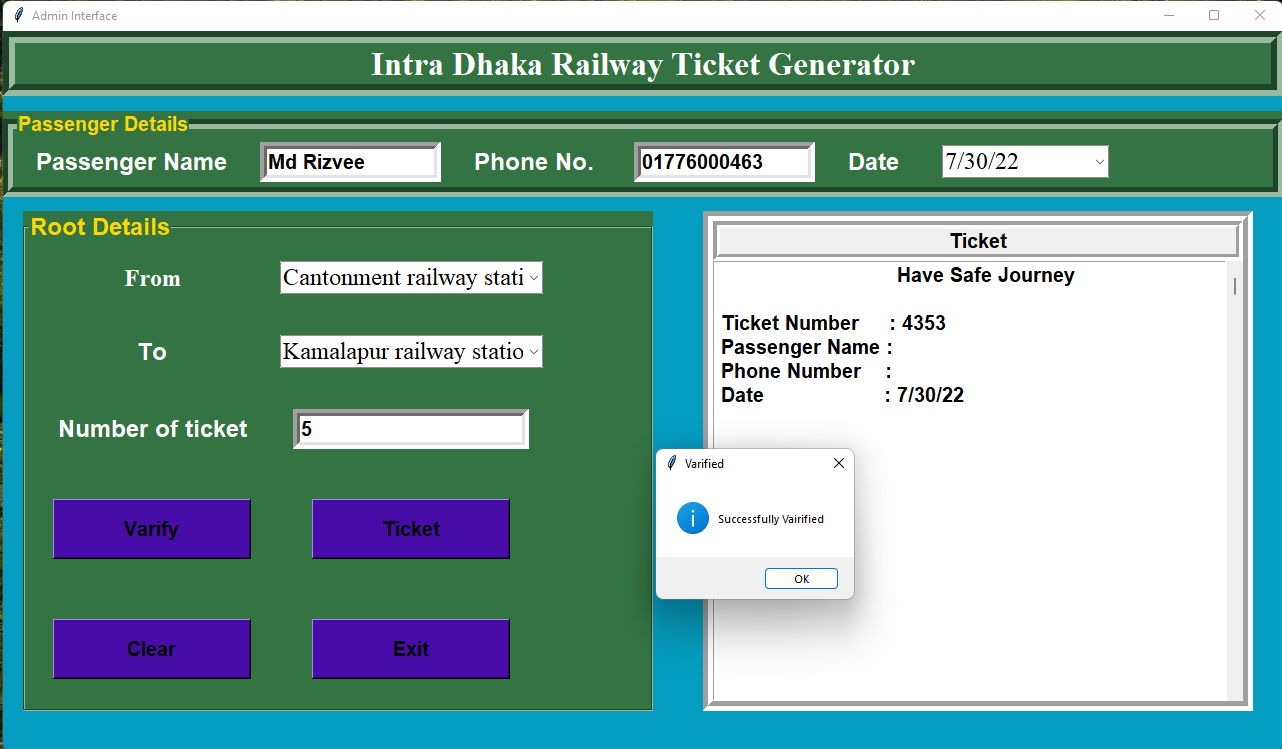 Admin Interface
Intra Dhaka Railway Ticket Generator
Passenger Details
Passenger Name Md Rizvee Phone No. 01776000463 Date 7/30/22
Root Details
From Cantonment railway stati
To Kamalapur railway statio
Number of ticket 5
Varify Ticket
Clear Exit
Ticket
Have Safe Journey
Ticket Number : 4353
Passenger Name :
Phone Number :
Date : 7/30/22
Varified
Successfully Vairified
OK